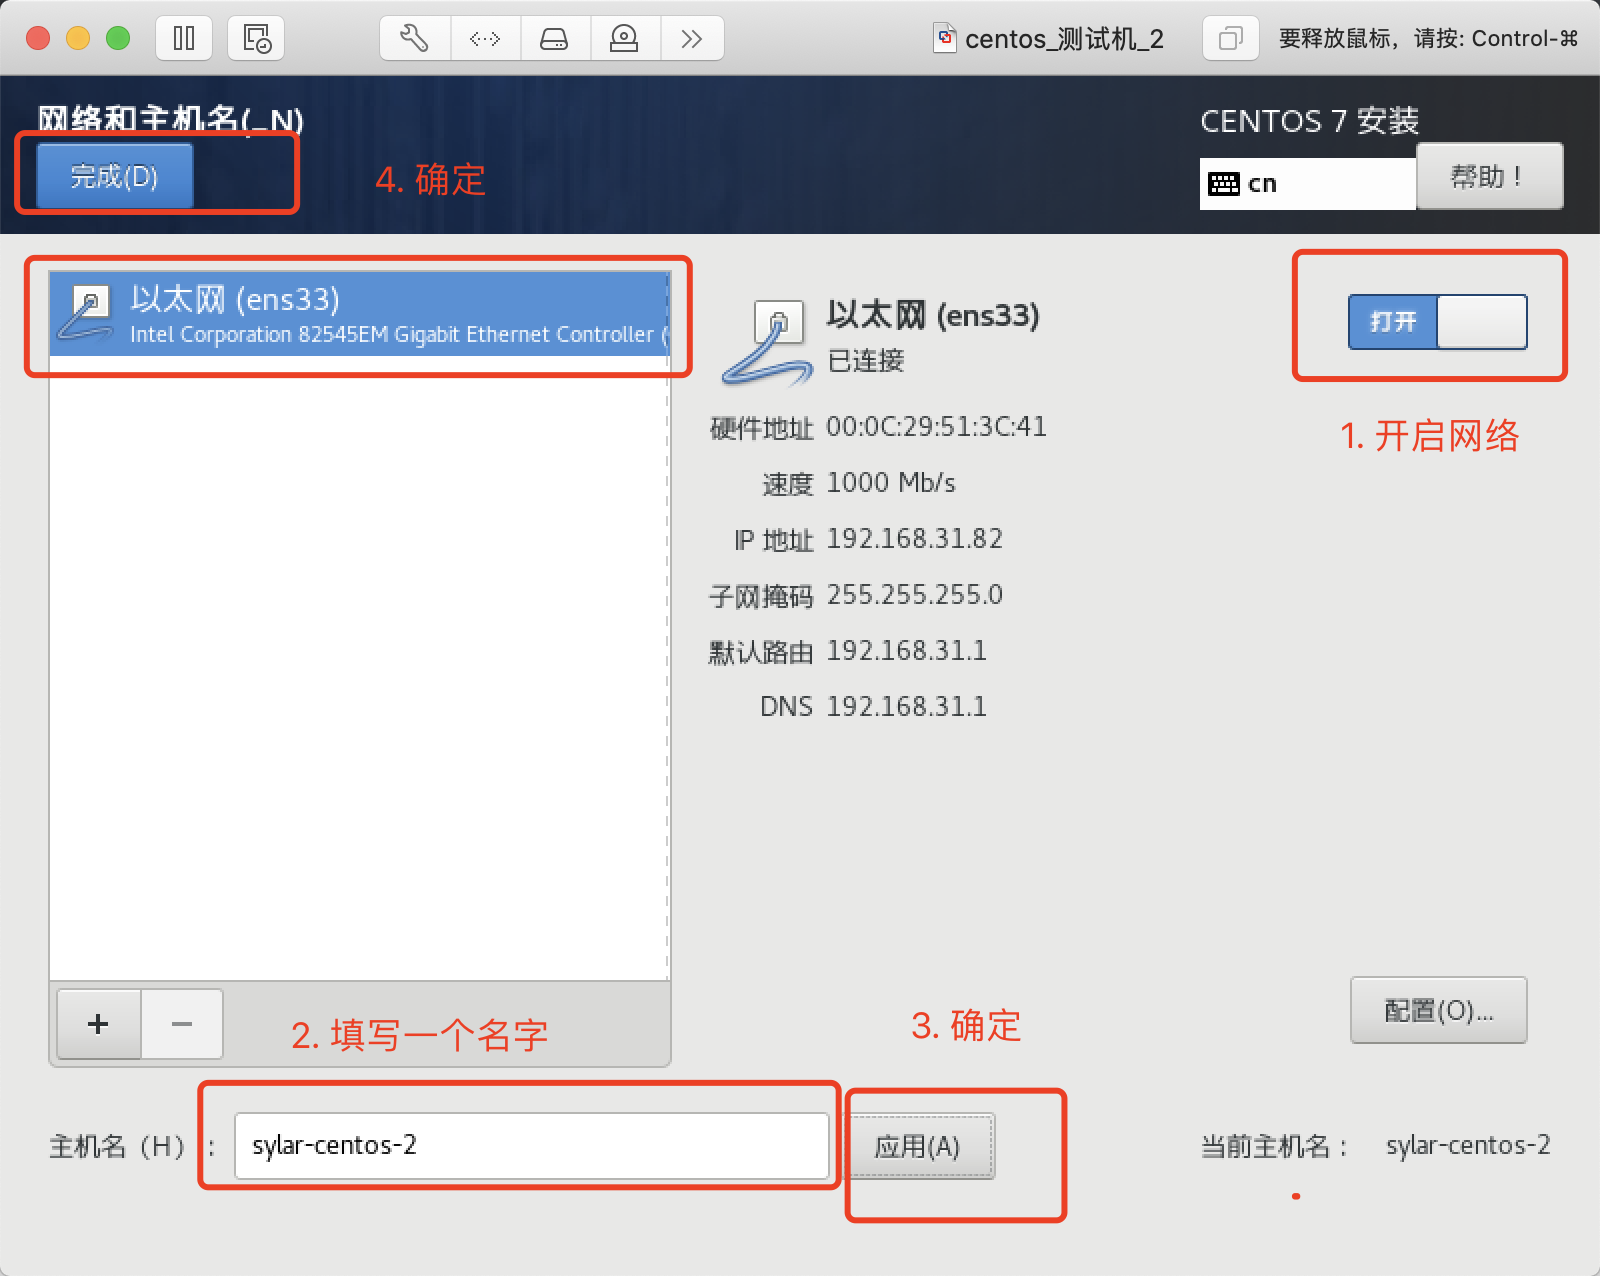 centos_测试机_2
要释放鼠标，请按: Control-⌘
网络和主机名(_N)
CENTOS 7 安装
完成(D)
4. 确定
cn
帮助！
以太网 (ens33)
Intel Corporation 82545EM Gigabit Ethernet Controller (
以太网 (ens33)
已连接
打开
1. 开启网络
硬件地址 00:0C:29:51:3C:41
速度 1000 Mb/s
IP 地址 192.168.31.82
子网掩码 255.255.255.0
默认路由 192.168.31.1
DNS 192.168.31.1
+ −
2. 填写一个名字
3. 确定
配置(O)...
主机名（H）：
sylar-centos-2
应用(A)
当前主机名： sylar-centos-2